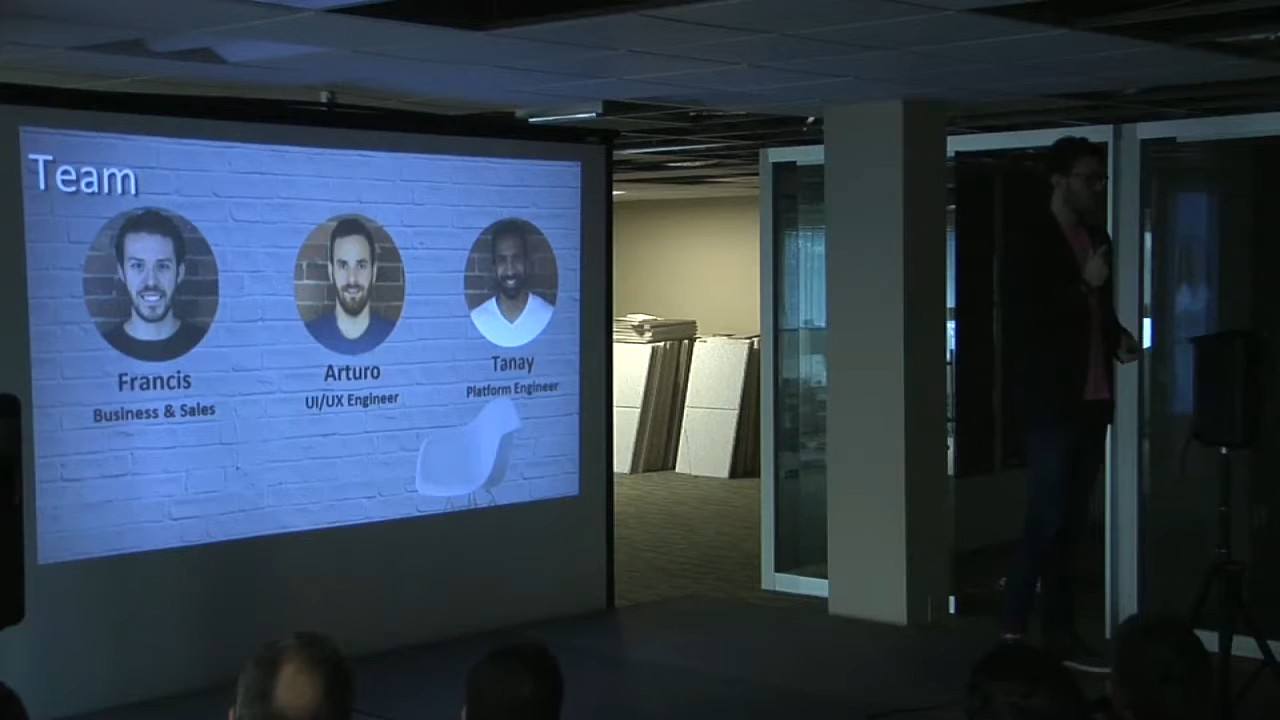 Team
Francis
Business & Sales
Arturo
UI/UX Engineer
Tanay
Platform Engineer